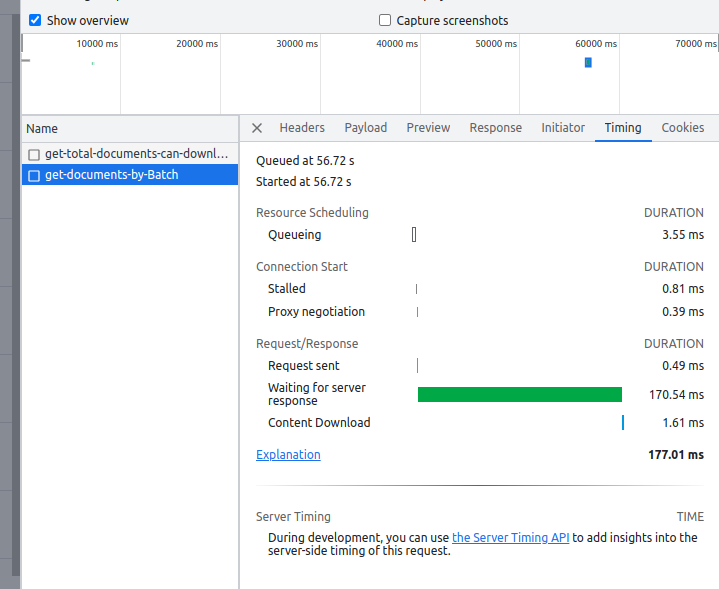 Show overview
Capture screenshots
10000 ms
20000 ms
30000 ms
40000 ms
50000 ms
60000 ms
70000 ms
Name
Headers
Payload
Preview
Response
Initiator
Timing
Cookies
get-total-documents-can-downl...
get-documents-by-Batch
Queued at 56.72 s
Started at 56.72 s
Resource Scheduling
DURATION
Queueing
3.55 ms
Connection Start
DURATION
Stalled
0.81 ms
Proxy negotiation
0.39 ms
Request/Response
DURATION
Request sent
0.49 ms
Waiting for server
response
170.54 ms
Content Download
1.61 ms
Explanation
177.01 ms
Server Timing
TIME
During development, you can use the Server Timing API to add insights into the
server-side timing of this request.